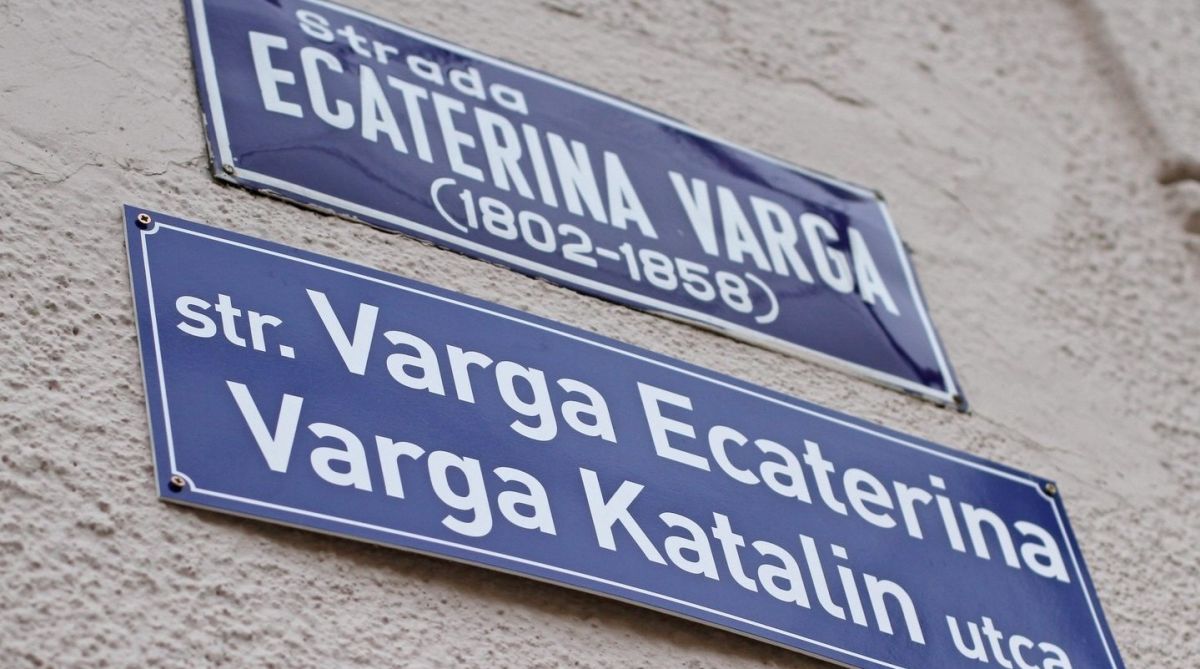 Strada
ECATERINA VARGA
(1802-1858)
str. Varga Ecaterina
Varga Katalin utca